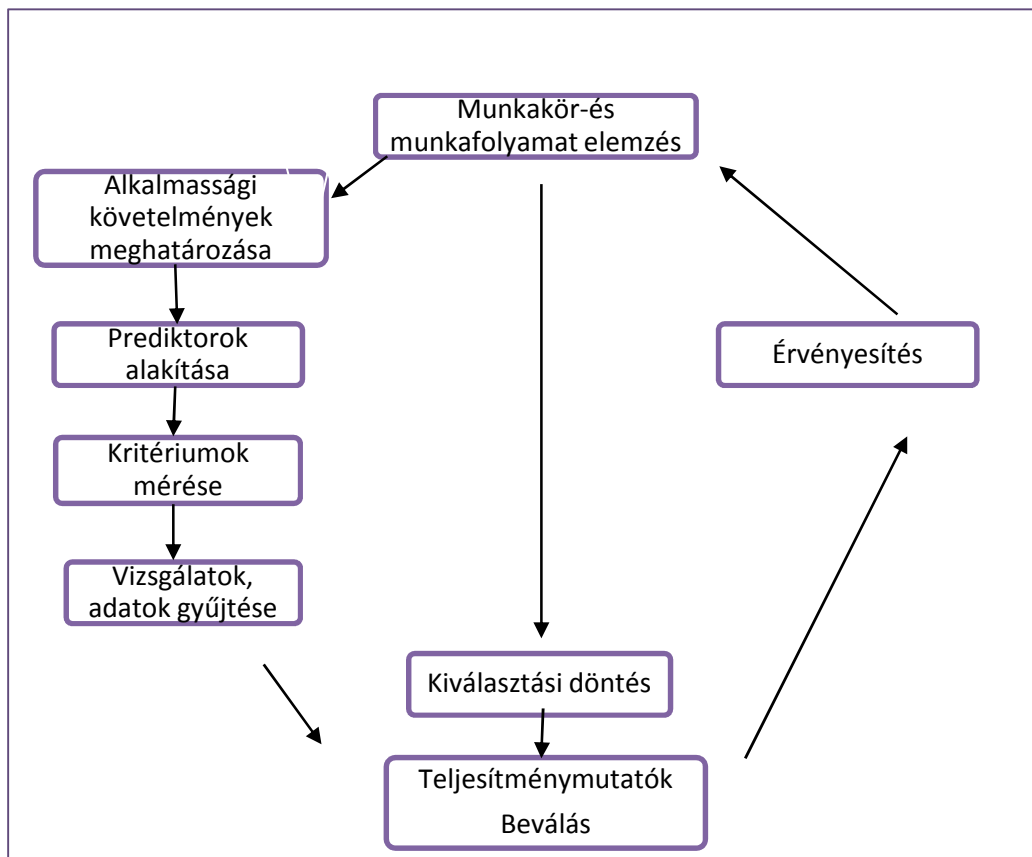 Munkakör-és
munkafolyamat elemzés
Alkalmassági
követelmények
meghatározása
Prediktorok
alakítása
Érvényesítés
Kritériumok
mérése
Vizsgálatok,
adatok gyűjtése
Kiválasztási döntés
Teljesítménymutatók
Beválás